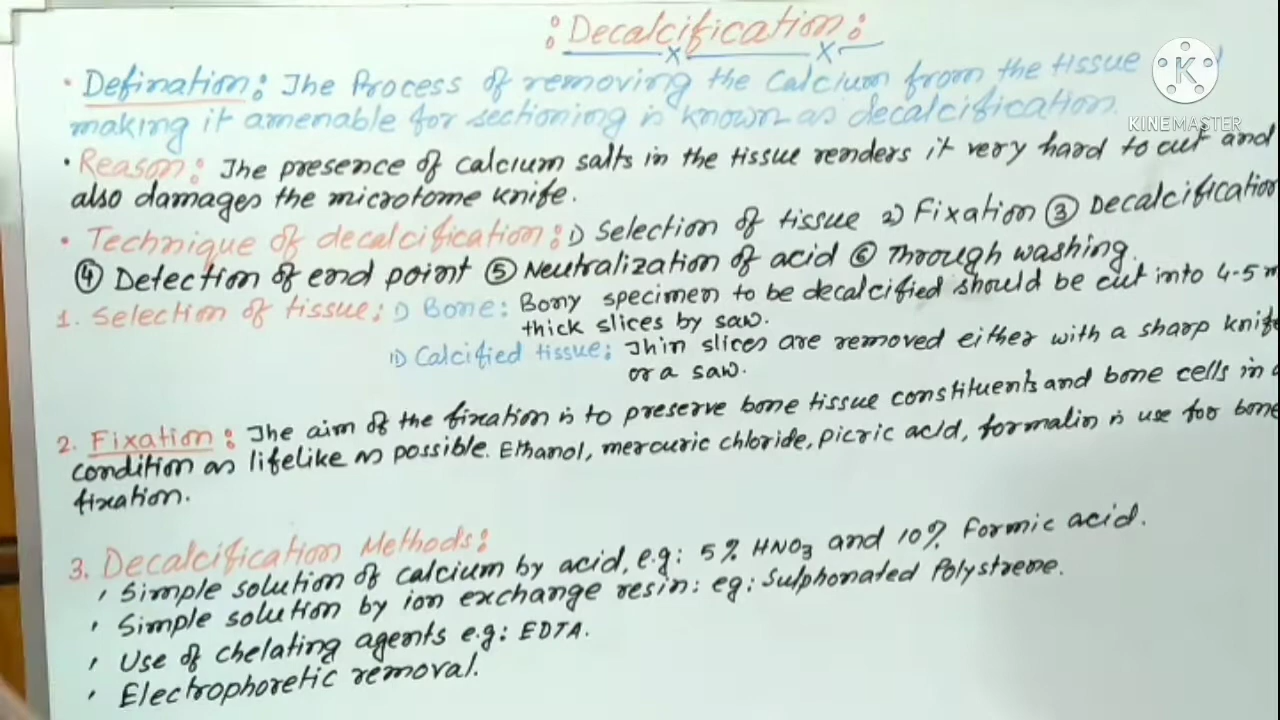 : Decalcification :
• Defination: The Process of removing the Calcium from the tissue
making it amenable for sectioning is known as decalcification.
• Reason: The presence of calcium salts in the tissue renders it very hard to cut and
also damages the microtome knife.
• Technique of decalcification: 1) Selection of tissue 2) Fixation ③ Decalcification
④ Detection of end point ⑤ Neutralization of acid ⑥ Through washing.
1. Selection of tissue: 1) Bone: Bony specimen to be decalcified should be cut into 4-5 m
thick slices by saw.
11) Calcified tissue: Thin slices are removed either with a sharp knife
or a saw.
2. Fixation: The aim of the fixation is to preserve bone tissue constituents and bone cells in a
condition as lifelike as possible. Ethanol, mercuric chloride, picric acid, formalin is use for bone
fixation.
3. Decalcification Methods:
, Simple solution of calcium by acid, e.g: 5% HNO3 and 10% Formic acid.
, Simple solution by ion exchange resin: eg: Sulphonated Polystrene.
, Use of chelating agents e.g: EDTA.
, Electrophoretic removal.
K
KINEMASTER